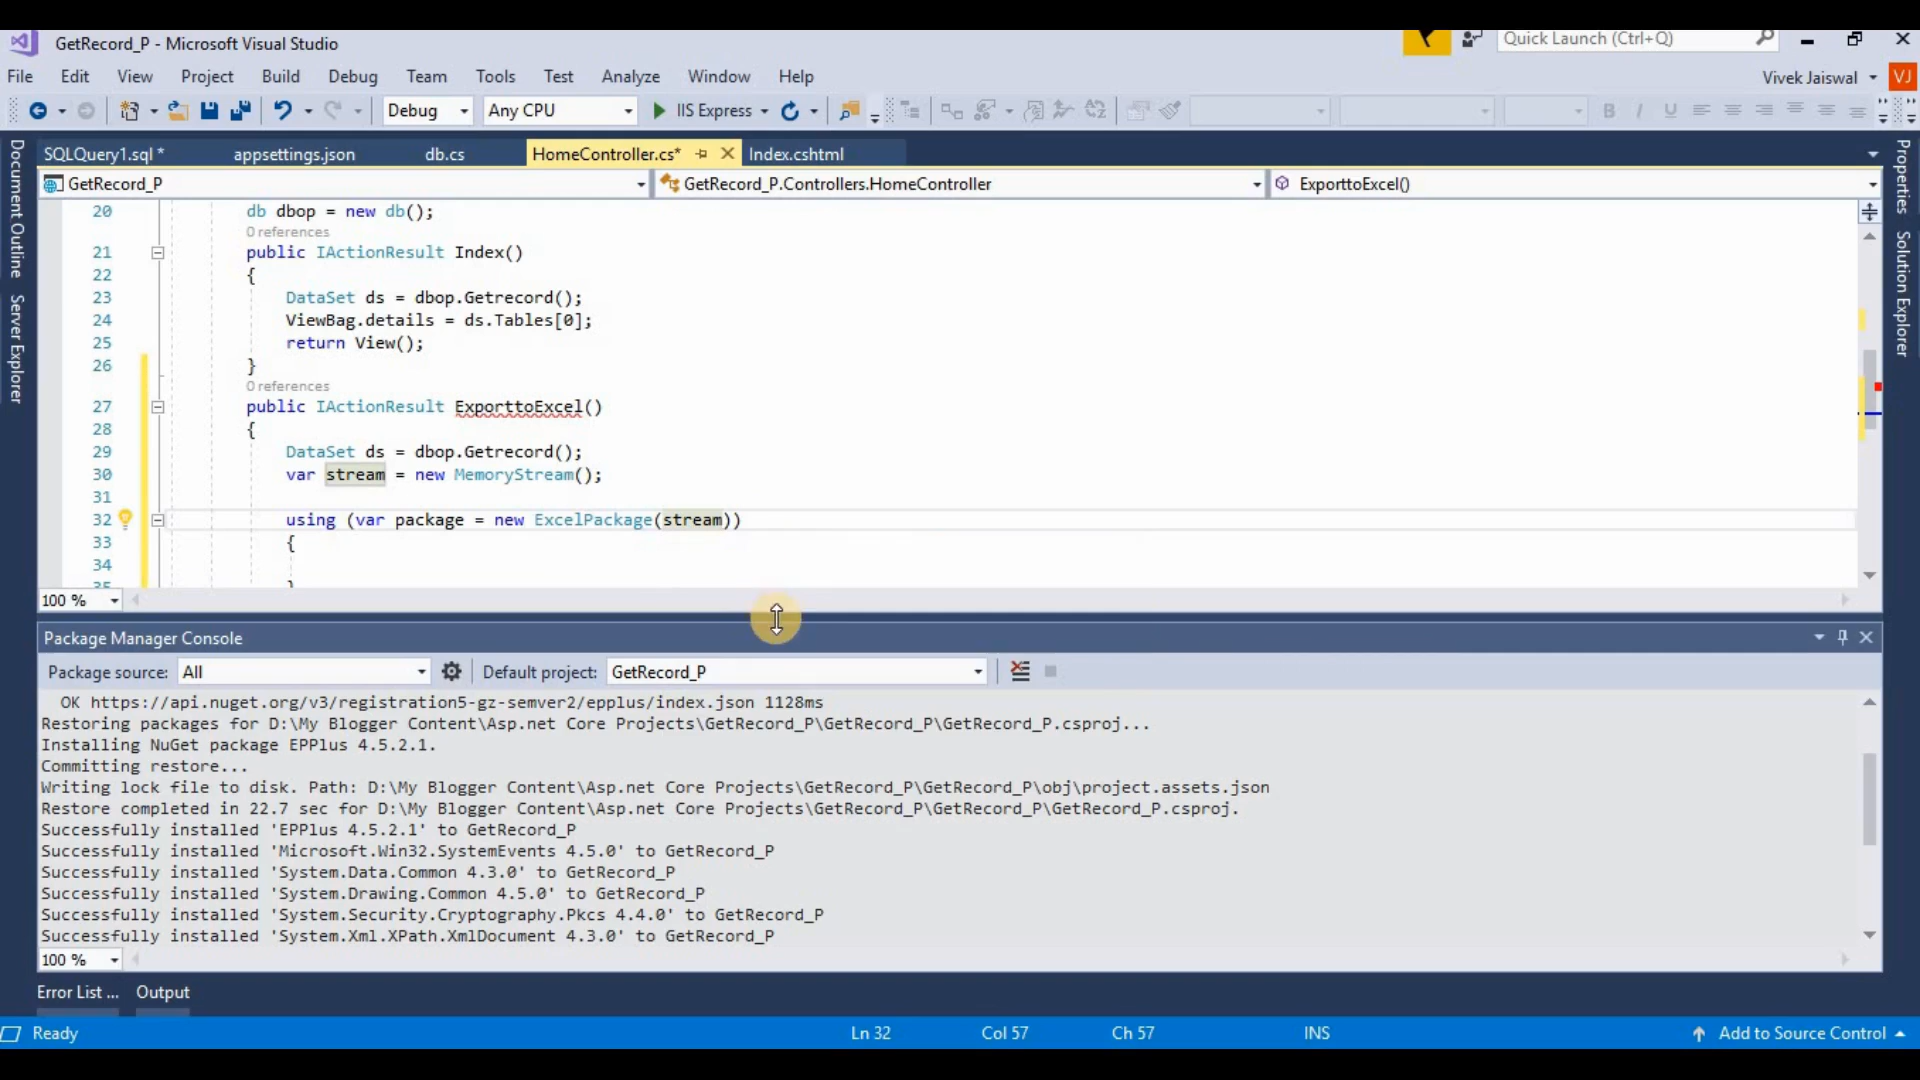 GetRecord_P - Microsoft Visual Studio
Quick Launch (Ctrl+Q)
File Edit View Project Build Debug Team Tools Test Analyze Window Help
Vivek Jaiswal VJ
Debug Any CPU IIS Express
SQLQuery1.sql * appsettings.json db.cs HomeController.cs* Index.cshtml
GetRecord_P GetRecord_P.Controllers.HomeController ExporttoExcel()
Document Outline
Server Explorer
Properties
Solution Explorer
20 db dbop = new db();
0 references
21 public IActionResult Index()
22 {
23 DataSet ds = dbop.Getrecord();
24 ViewBag.details = ds.Tables[0];
25 return View();
26 }
0 references
27 public IActionResult ExporttoExcel()
28 {
29 DataSet ds = dbop.Getrecord();
30 var stream = new MemoryStream();
31
32 using (var package = new ExcelPackage(stream))
33 {
34
35 }
100 %
Package Manager Console
Package source: All Default project: GetRecord_P
OK https://api.nuget.org/v3/registration5-gz-semver2/epplus/index.json 1128ms
Restoring packages for D:\My Blogger Content\Asp.net Core Projects\GetRecord_P\GetRecord_P\GetRecord_P.csproj...
Installing NuGet package EPPlus 4.5.2.1.
Committing restore...
Writing lock file to disk. Path: D:\My Blogger Content\Asp.net Core Projects\GetRecord_P\GetRecord_P\obj\project.assets.json
Restore completed in 22.7 sec for D:\My Blogger Content\Asp.net Core Projects\GetRecord_P\GetRecord_P\GetRecord_P.csproj.
Successfully installed 'EPPlus 4.5.2.1' to GetRecord_P
Successfully installed 'Microsoft.Win32.SystemEvents 4.5.0' to GetRecord_P
Successfully installed 'System.Data.Common 4.3.0' to GetRecord_P
Successfully installed 'System.Drawing.Common 4.5.0' to GetRecord_P
Successfully installed 'System.Security.Cryptography.Pkcs 4.4.0' to GetRecord_P
Successfully installed 'System.Xml.XPath.XmlDocument 4.3.0' to GetRecord_P
100 %
Error List ... Output
Ready Ln 32 Col 57 Ch 57 INS Add to Source Control